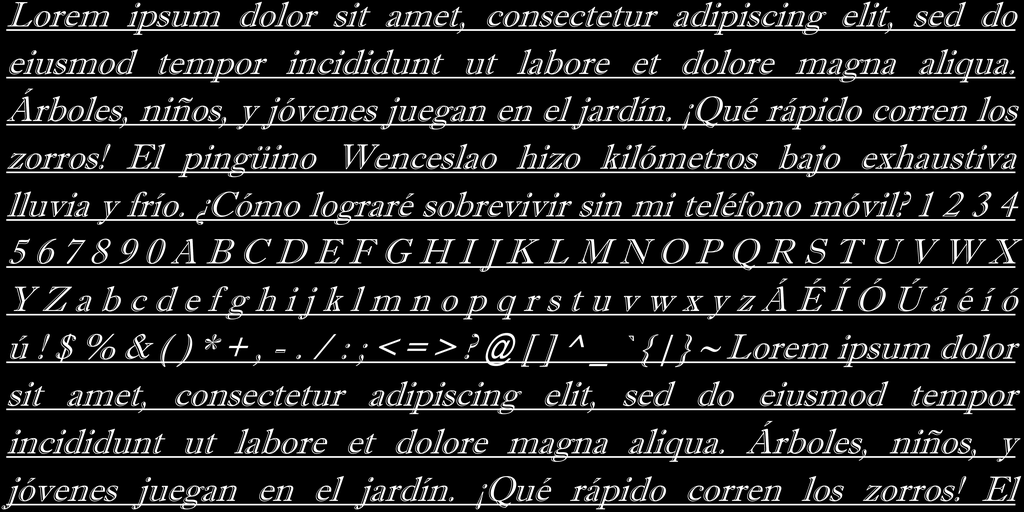 Lorem ipsum dolor sit amet, consectetur adipiscing elit, sed do
eiusmod tempor incididunt ut labore et dolore magna aliqua.
Árboles, niños, y jóvenes juegan en el jardín. ¡Qué rápido corren los
zorros! El pingüino Wenceslao hizo kilómetros bajo exhaustiva
lluvia y frío. ¿Cómo lograré sobrevivir sin mi teléfono móvil? 1 2 3 4
5 6 7 8 9 0 A B C D E F G H I J K L M N O P Q R S T U V W X
Y Z a b c d e f g h i j k l m n o p q r s t u v w x y z Á É Í Ó Ú á é í ó
ú ! $ % & ( ) * + , - . / : ; < = > ? @ [ ] ^ _ ` { | } ~ Lorem ipsum dolor
sit amet, consectetur adipiscing elit, sed do eiusmod tempor
incididunt ut labore et dolore magna aliqua. Árboles, niños, y
jóvenes juegan en el jardín. ¡Qué rápido corren los zorros! El